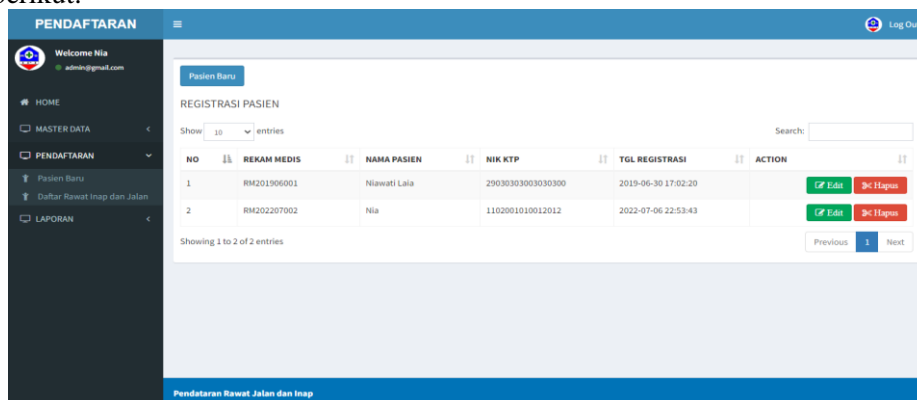 berikut:
PENDAFTARAN
Log Ou
Welcome Nia
admin@gmail.com
HOME
MASTER DATA
PENDAFTARAN
Pasien Baru
Daftar Rawat Inap dan Jalan
LAPORAN
Pasien Baru
REGISTRASI PASIEN
Show 10 entries Search:
NO REKAM MEDIS NAMA PASIEN NIK KTP TGL REGISTRASI ACTION
1 RM201906001 Niawati Laia 29030303003030300 2019-06-30 17:02:20 Edit Hapus
2 RM202207002 Nia 1102001010012012 2022-07-06 22:53:43 Edit Hapus
Showing 1 to 2 of 2 entries Previous 1 Next
Pendataran Rawat Jalan dan Inap